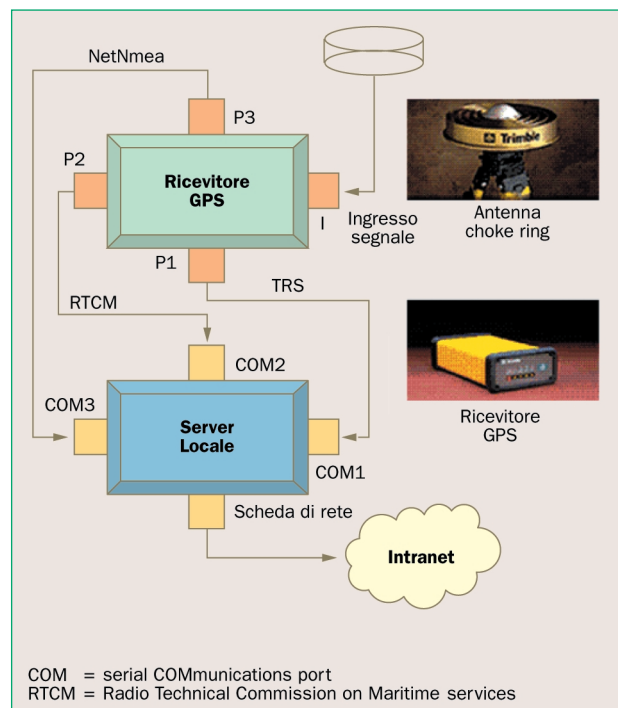 NetNmea
P3
P2
Ricevitore
GPS
Trimble
Ingresso
segnale
I
Antenna
choke ring
P1
TRS
RTCM
COM2
COM3
Server
Locale
COM1
Ricevitore
GPS
Scheda di rete
Intranet
COM = serial COMmunications port
RTCM = Radio Technical Commission on Maritime services